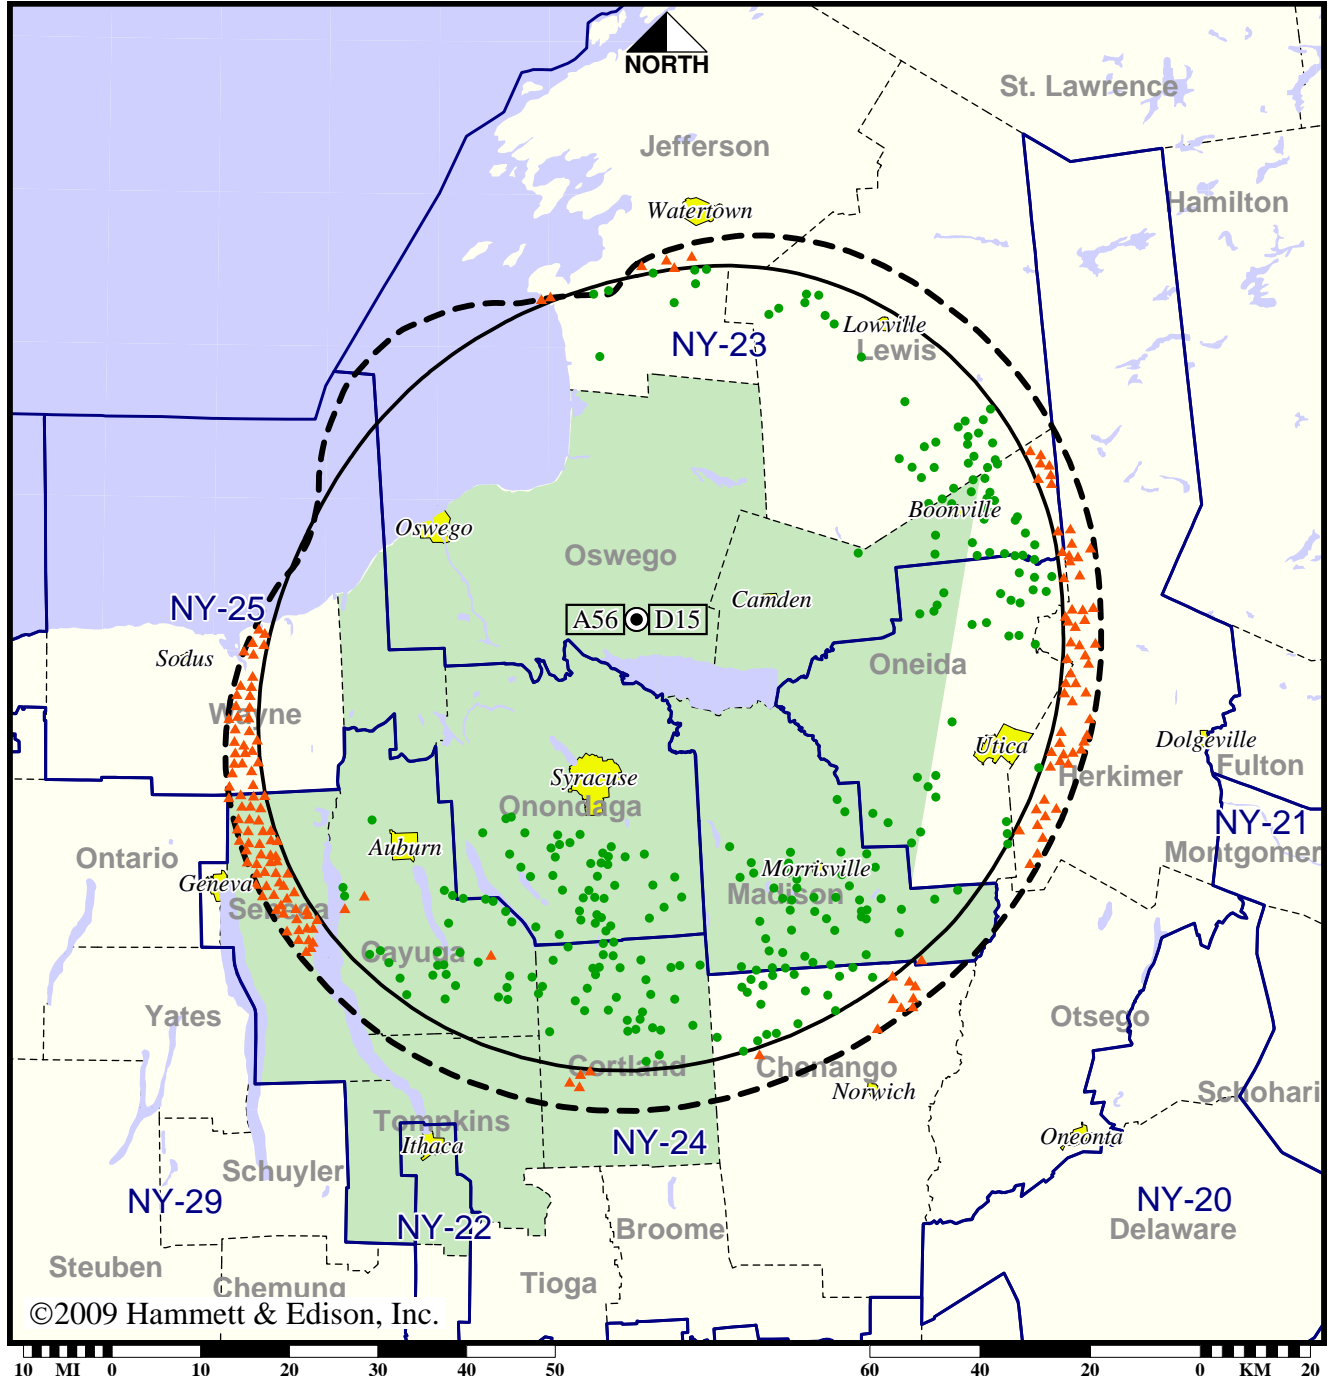 NORTH
St. Lawrence
Jefferson
Hamilton
Watertown
Lowville
NY-23
Lewis
Boonville
Oswego
Oswego
Camden
NY-25
A56
D15
Sodus
Oneida
Wayne
Utica
Dolgeville
Herkimer
Fulton
Syracuse
Onondaga
NY-21
Auburn
Ontario
Montgomer
Morrisville
Geneva
Madison
Seneca
Cayuga
Yates
Otsego
Cortland
Chenango
Norwich
Schohari
Tompkins
Ithaca
NY-24
Oneonta
Schuyler
NY-29
NY-22
NY-20
Broome
Delaware
Steuben
Tioga
Chemung
©2009 Hammett & Edison, Inc.
10 MI 0 10 20 30 40 50 60 40 20 0 KM 20